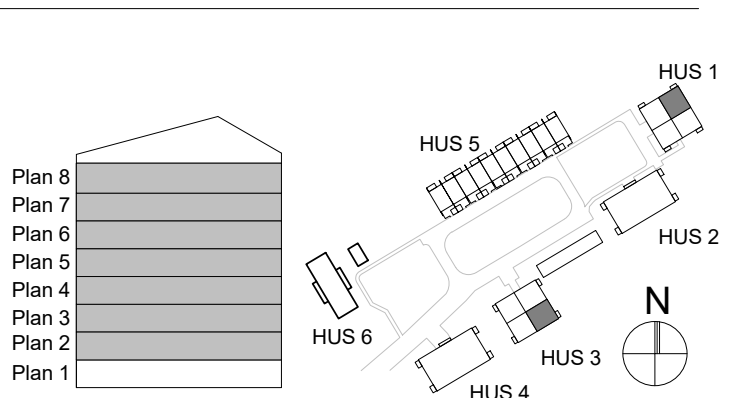 Plan 8
Plan 7
Plan 6
Plan 5
Plan 4
Plan 3
Plan 2
Plan 1
HUS 1
HUS 5
HUS 2
HUS 6
HUS 3
HUS 4
N